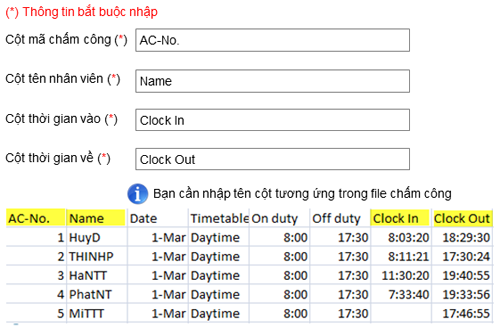 (*) Thông tin bắt buộc nhập
Cột mã chấm công (*) AC-No.
Cột tên nhân viên (*) Name
Cột thời gian vào (*) Clock In
Cột thời gian về (*) Clock Out
Bạn cần nhập tên cột tương ứng trong file chấm công
AC-No. Name Date Timetable On duty Off duty Clock In Clock Out
1 HuyD 1-Mar Daytime 8:00 17:30 8:03:20 18:29:30
2 THINHP 1-Mar Daytime 8:00 17:30 8:11:21 17:30:24
3 HaNTT 1-Mar Daytime 8:00 17:30 11:30:20 19:40:55
4 PhatNT 1-Mar Daytime 8:00 17:30 7:33:40 19:33:56
5 MiTTT 1-Mar Daytime 8:00 17:30 17:46:55